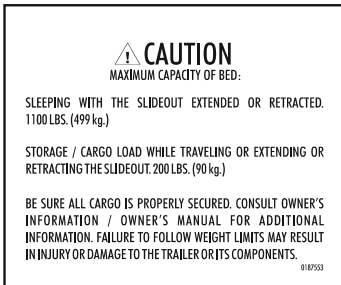 ⚠ CAUTION
MAXIMUM CAPACITY OF BED:
SLEEPING WITH THE SLIDEOUT EXTENDED OR RETRACTED.
1100 LBS. (499 kg.)
STORAGE / CARGO LOAD WHILE TRAVELING OR EXTENDING OR
RETRACTING THE SLIDEOUT. 200 LBS. (90 kg.)
BE SURE ALL CARGO IS PROPERLY SECURED. CONSULT OWNER'S
INFORMATION / OWNER'S MANUAL FOR ADDITIONAL
INFORMATION. FAILURE TO FOLLOW WEIGHT LIMITS MAY RESULT
IN INJURY OR DAMAGE TO THE TRAILER OR ITS COMPONENTS.
0187553